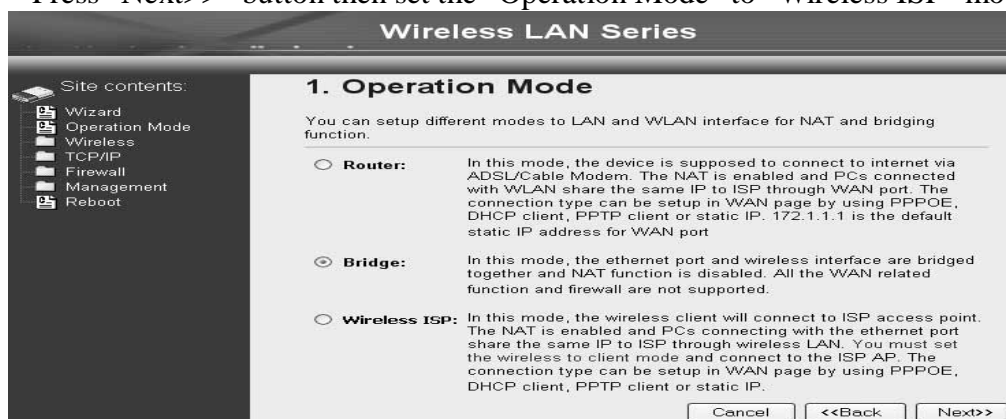 Press "Next>>" button then set the "Operation Mode" to "Wireless ISP"
Wireless LAN Series
Site contents:
Wizard
Operation Mode
Wireless
TCP/IP
Firewall
Management
Reboot
1. Operation Mode
You can setup different modes to LAN and WLAN interface for NAT and bridging
function.
Router: In this mode, the device is supposed to connect to internet via
ADSL/Cable Modem. The NAT is enabled and PCs connected
with WLAN share the same IP to ISP through WAN port. The
connection type can be setup in WAN page by using PPPOE,
DHCP client, PPTP client or static IP. 172.1.1.1 is the default
static IP address for WAN port
Bridge: In this mode, the ethernet port and wireless interface are bridged
together and NAT function is disabled. All the WAN related
function and firewall are not supported.
Wireless ISP: In this mode, the wireless client will connect to ISP access point.
The NAT is enabled and PCs connecting with the ethernet port
share the same IP to ISP through wireless LAN. You must set
the wireless to client mode and connect to the ISP AP. The
connection type can be setup in WAN page by using PPPOE,
DHCP client, PPTP client or static IP.
Cancel <<Back Next>>